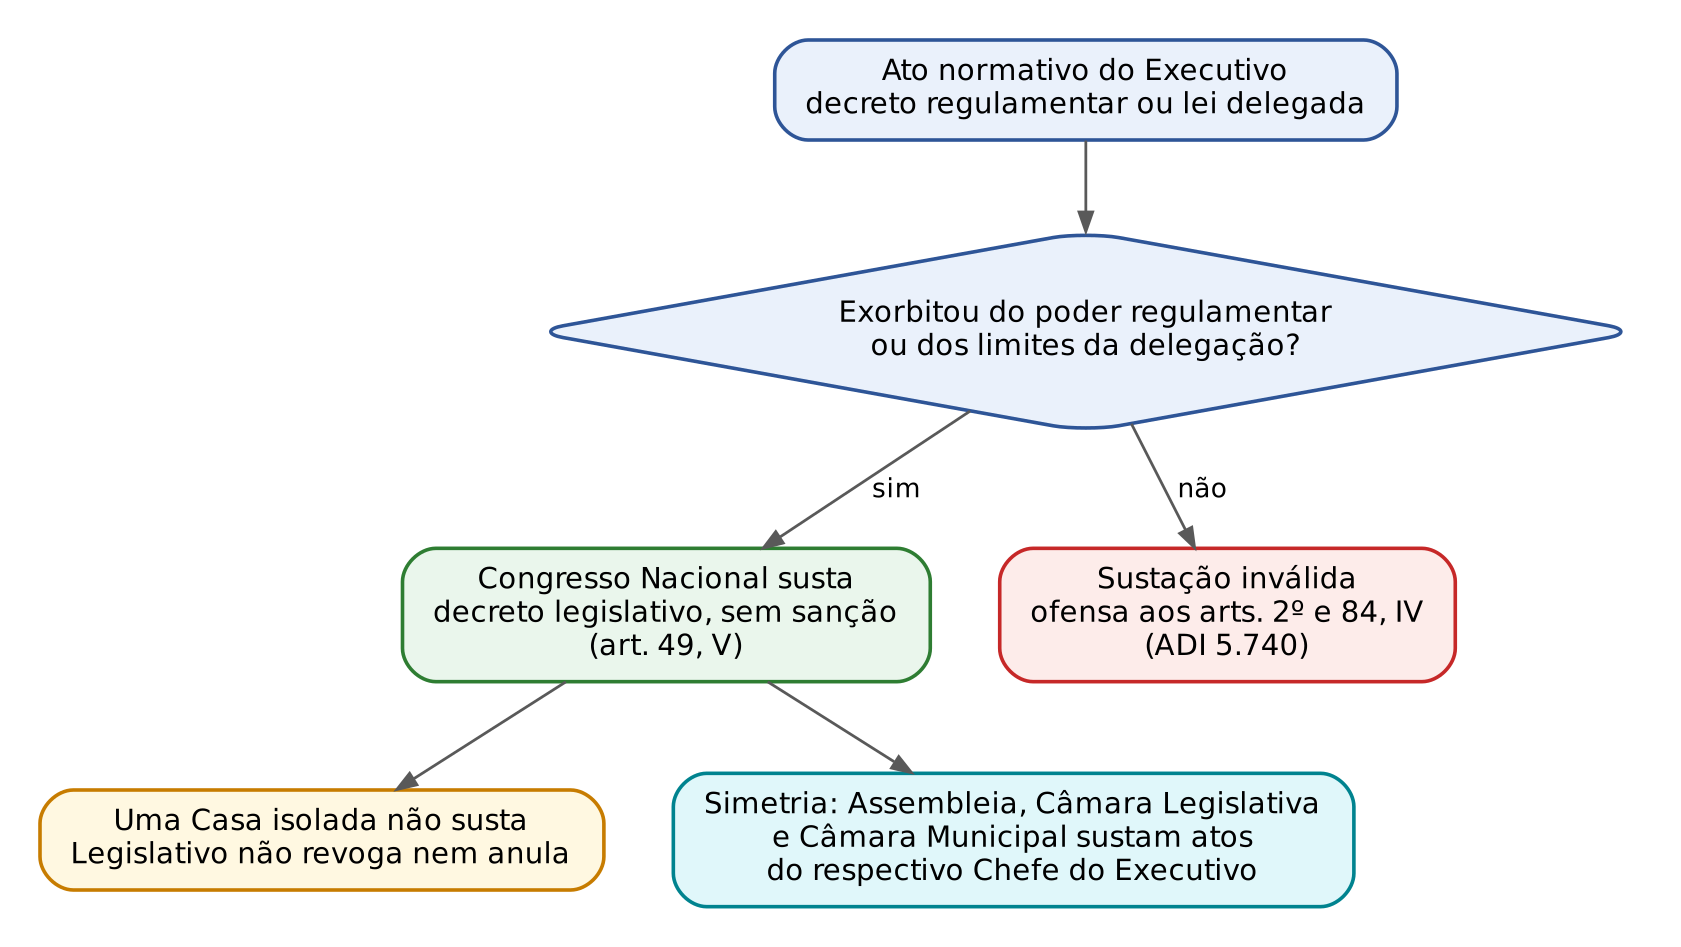 Ato normativo do Executivo
decreto regulamentar ou lei delegada
Exorbitou do poder regulamentar
ou dos limites da delegação?
sim
não
Congresso Nacional susta
decreto legislativo, sem sanção
(art. 49, V)
Sustação inválida
ofensa aos arts. 2º e 84, IV
(ADI 5.740)
Uma Casa isolada não susta
Legislativo não revoga nem anula
Simetria: Assembleia, Câmara Legislativa
e Câmara Municipal sustam atos
do respectivo Chefe do Executivo